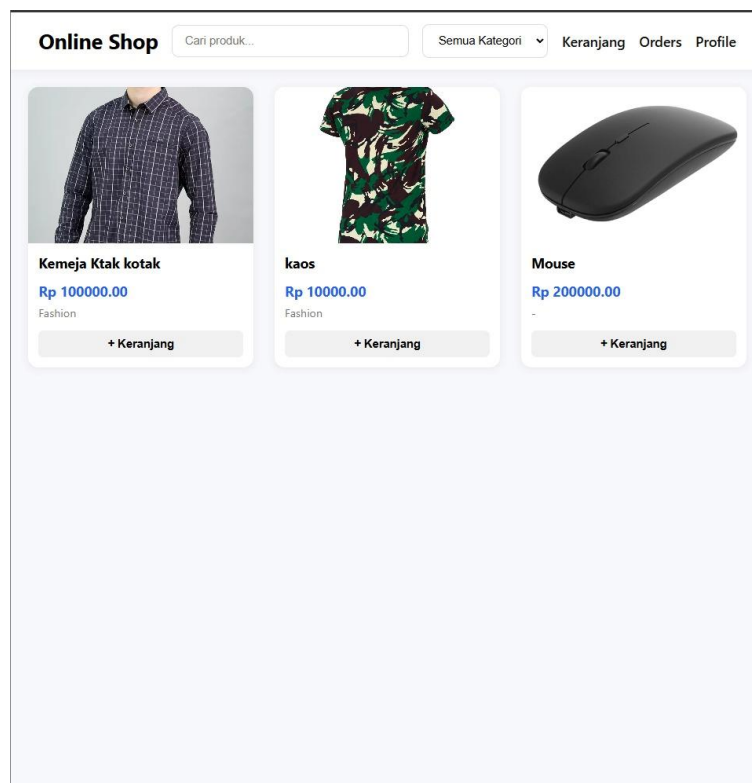 Online Shop
Cari produk...
Semua Kategori
Keranjang Orders Profile
Kemeja Ktak kotak
Rp 100000.00
Fashion
+ Keranjang
kaos
Rp 10000.00
Fashion
+ Keranjang
Mouse
Rp 200000.00
-
+ Keranjang